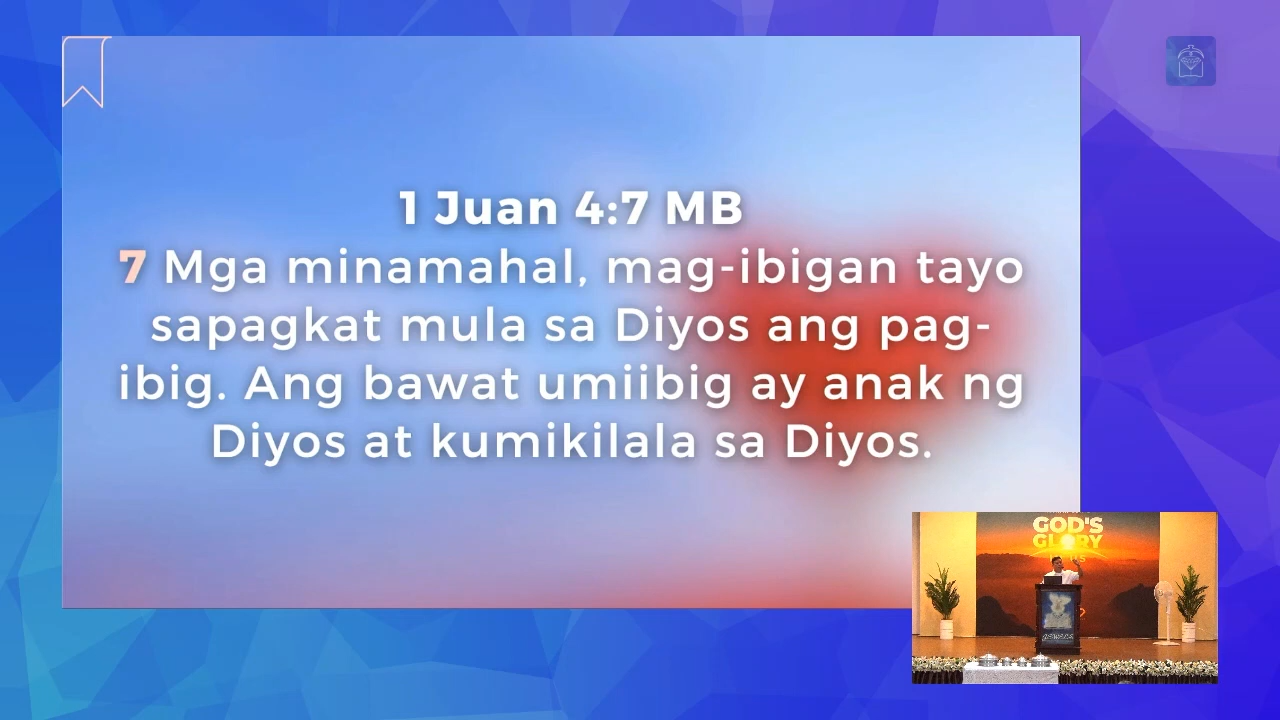 1 Juan 4:7 MB
7 Mga minamahal, mag-ibigan tayo
sapagkat mula sa Diyos ang pag-
ibig. Ang bawat umiibig ay anak ng
Diyos at kumikilala sa Diyos.
GOD'S
GLORY